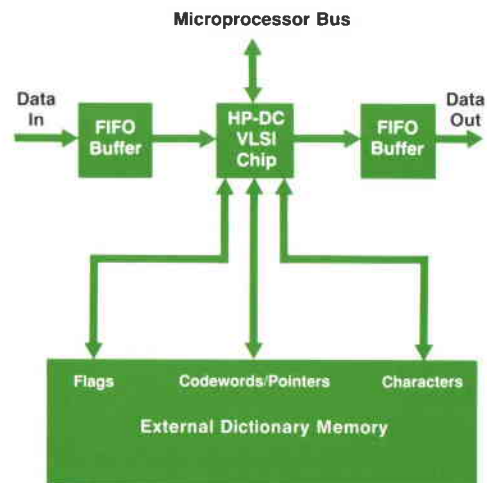 Microprocessor Bus
Data
In
FIFO
Buffer
HP-DC
VLSI
Chip
FIFO
Buffer
Data
Out
Flags
Codewords/Pointers
Characters
External Dictionary Memory